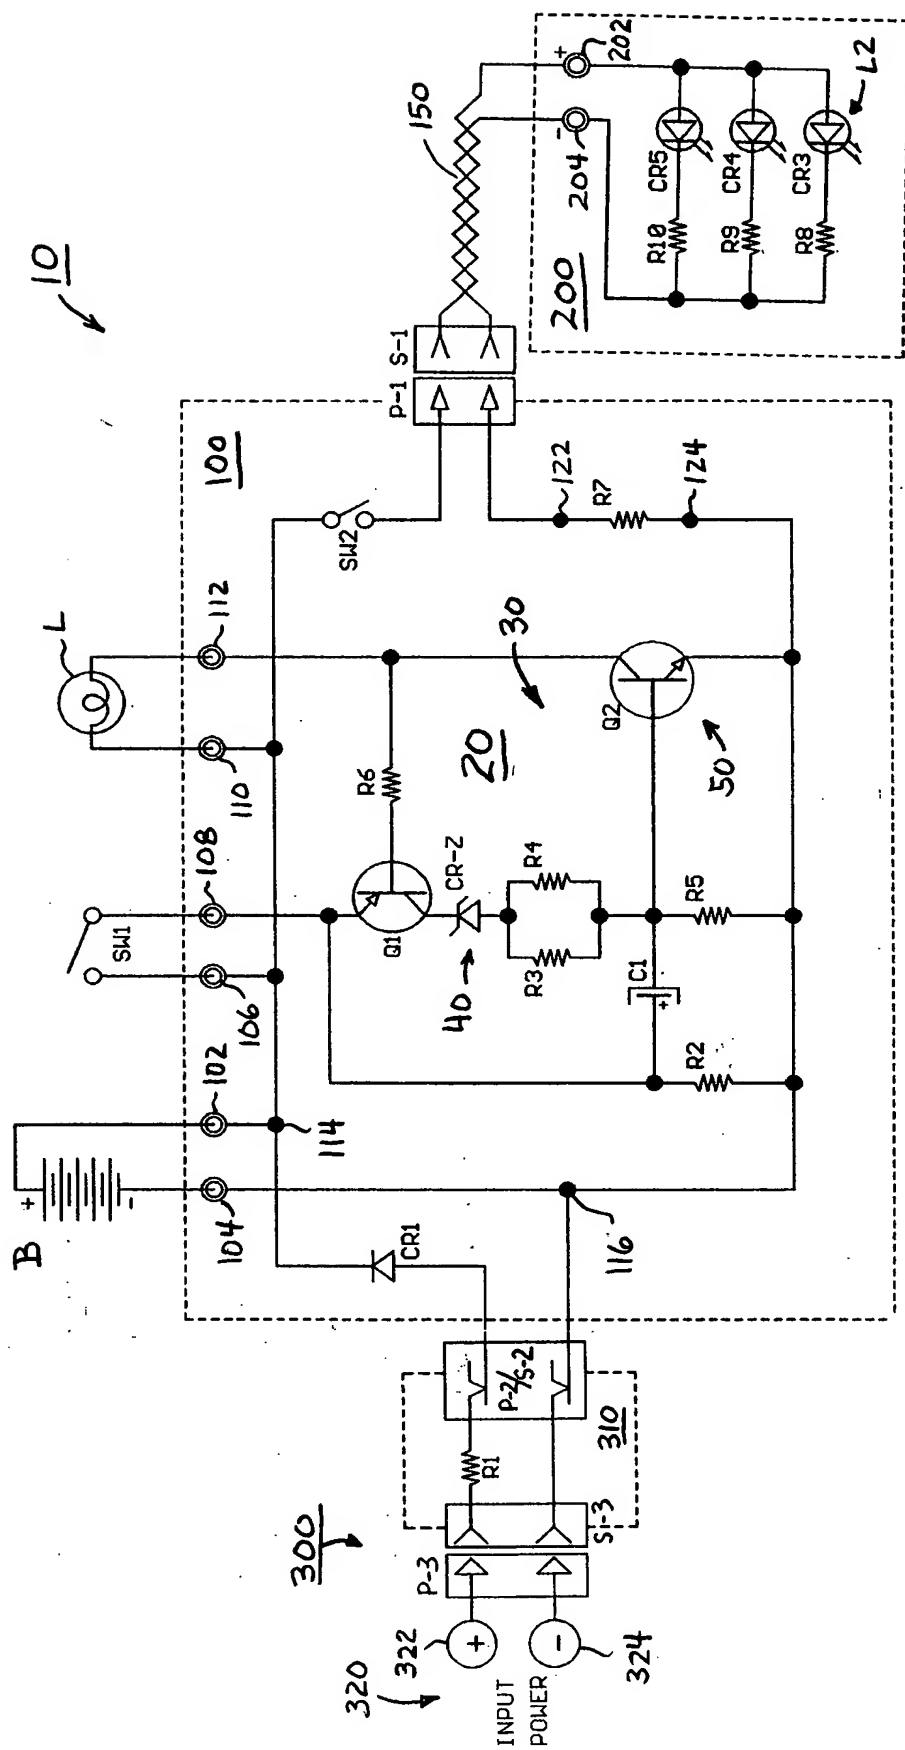 10
B
+
-
104
102
106
SW1
108
110
L
112
100
114
CR1
Q1
R6
20
30
CR-2
40
R3
R4
C1
+
R2
R5
Q2
50
SW2
122
R7
124
116
P-1
S-1
150
+
202
-
204
200
CR5
R10
CR4
R9
CR3
R8
L2
300
310
P-2/S-2
R1
S-3
P-3
320
322
+
-
324
INPUT
POWER